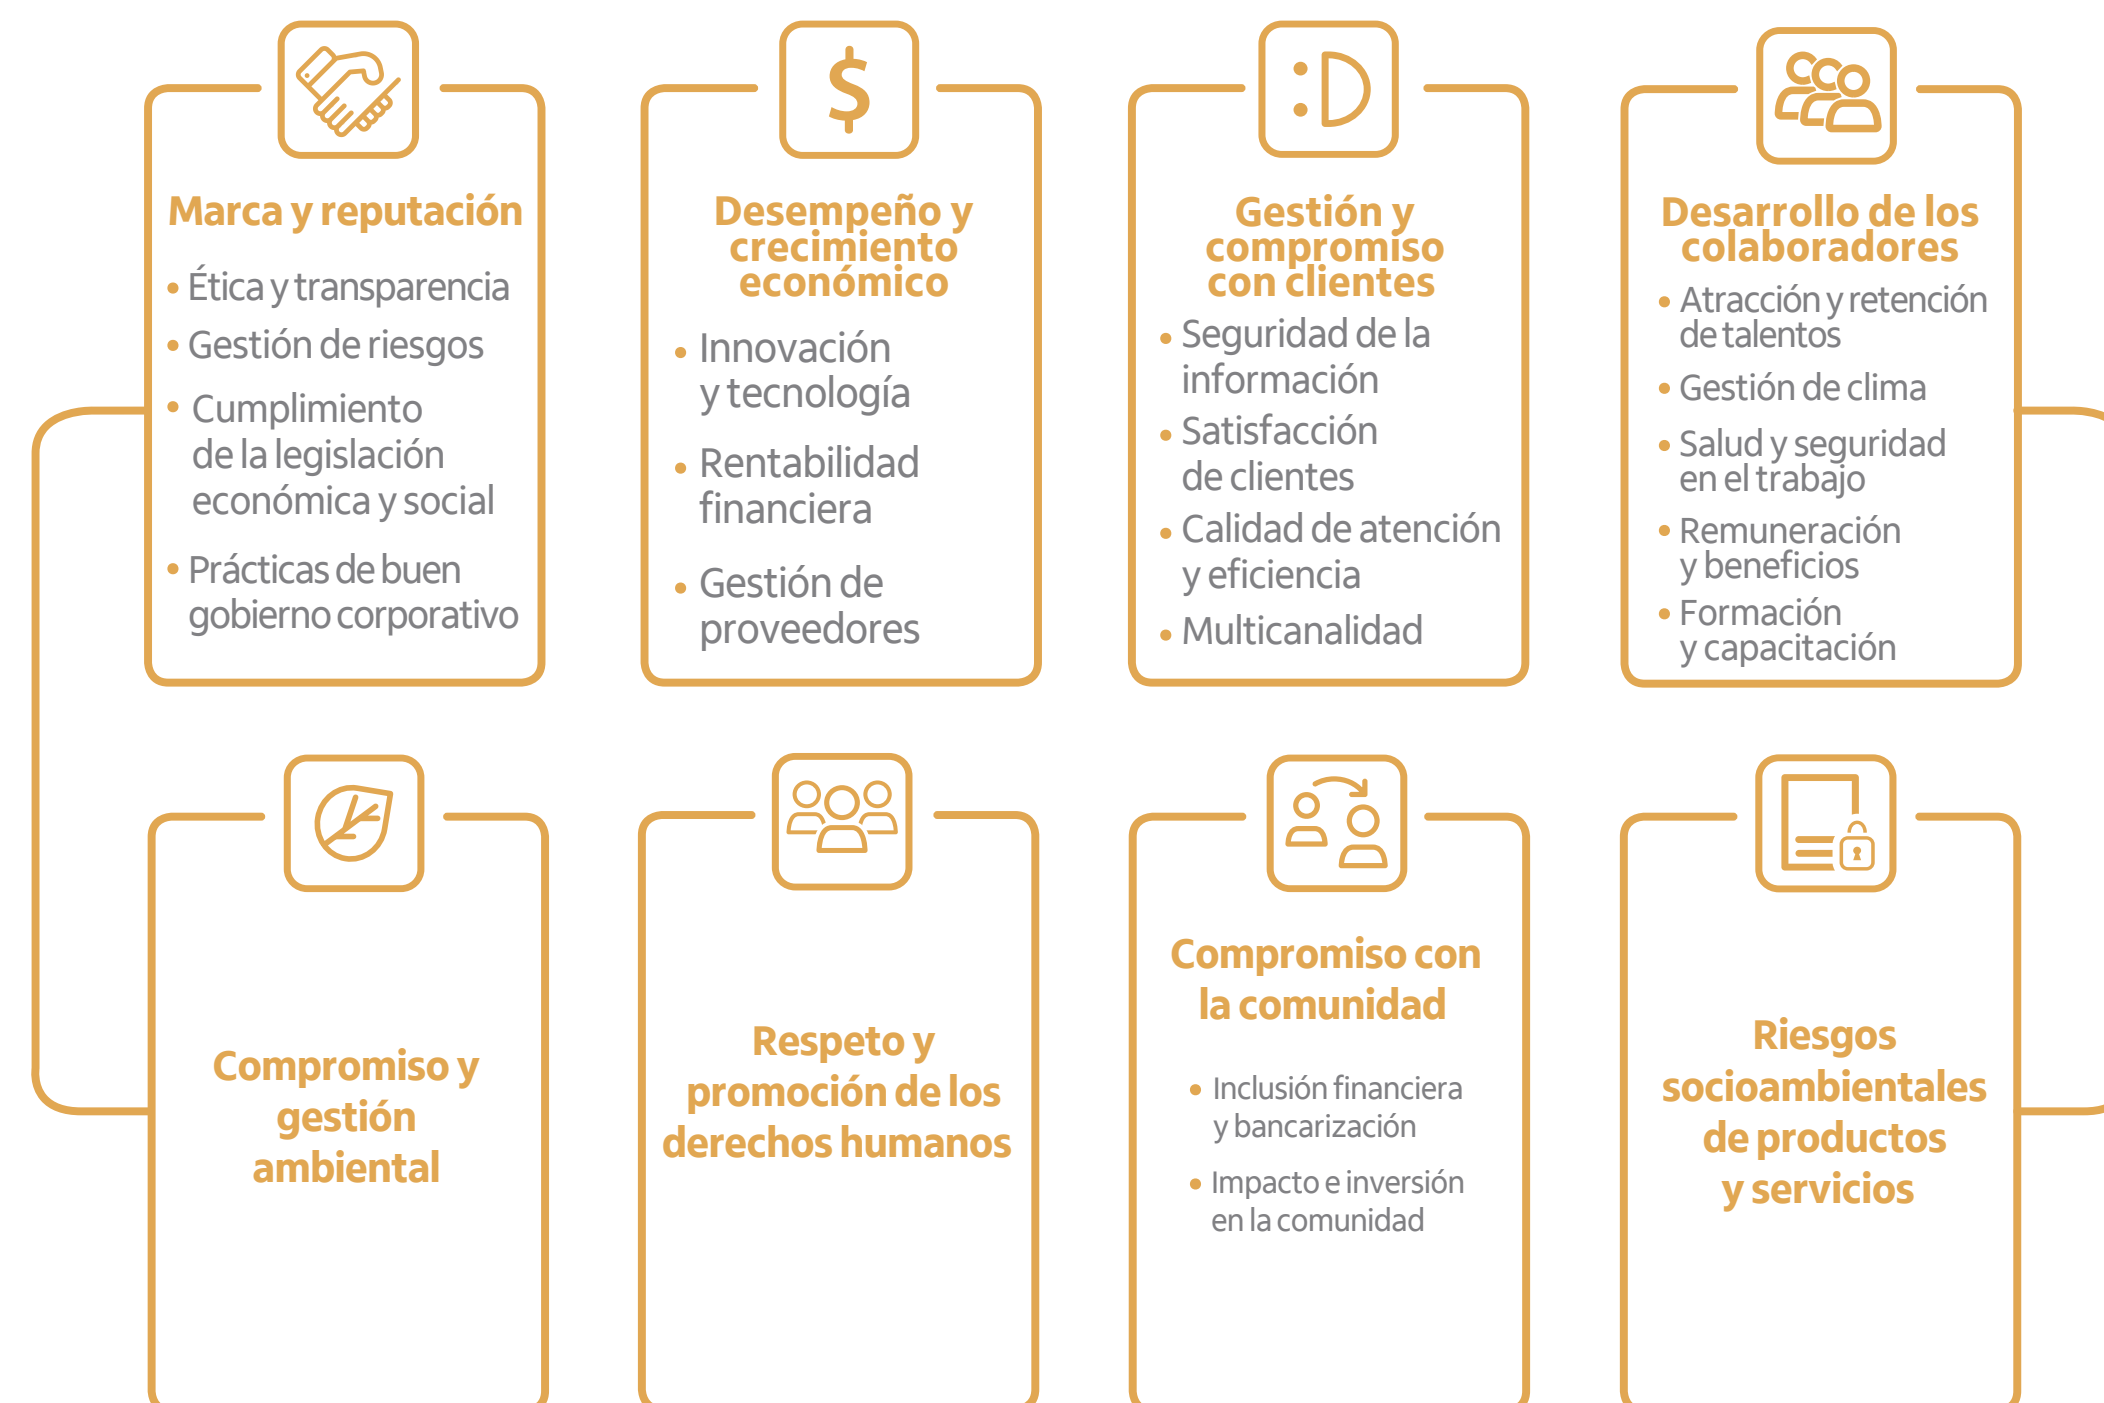 Marca y reputación
• Ética y transparencia
• Gestión de riesgos
• Cumplimiento
de la legislación
económica y social
• Prácticas de buen
gobierno corporativo
$
Desempeño y
crecimiento
económico
• Innovación
y tecnología
• Rentabilidad
financiera
• Gestión de
proveedores
:D
Gestión y
compromiso
con clientes
• Seguridad de la
información
• Satisfacción
de clientes
• Calidad de atención
y eficiencia
• Multicanalidad
Desarrollo de los
colaboradores
• Atracción y retención
de talentos
• Gestión de clima
• Salud y seguridad
en el trabajo
• Remuneración
y beneficios
• Formación
y capacitación
Compromiso y
gestión
ambiental
Respeto y
promoción de los
derechos humanos
Compromiso con
la comunidad
• Inclusión financiera
y bancarización
• Impacto e inversión
en la comunidad
Riesgos
socioambientales
de productos
y servicios